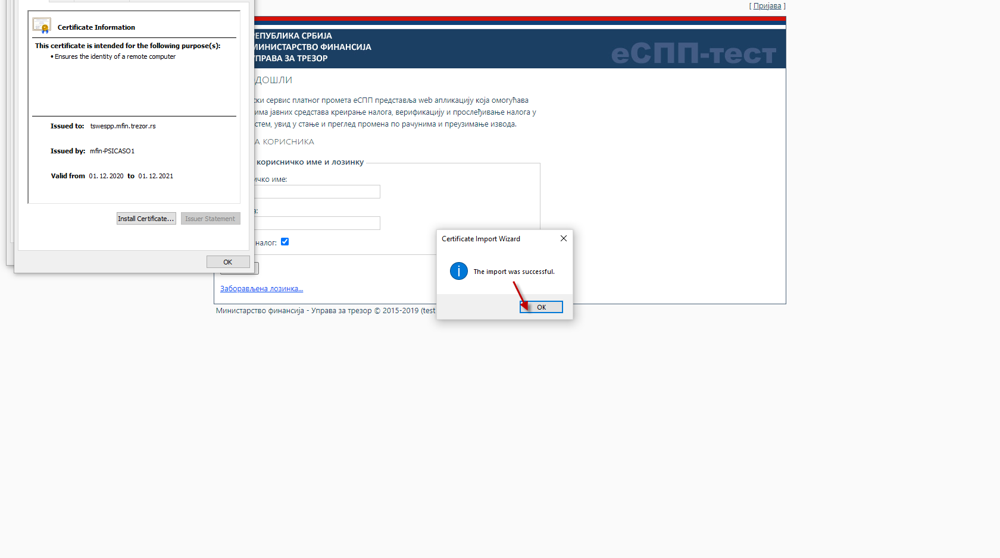 Certificate Information
This certificate is intended for the following purpose(s):
• Ensures the identity of a remote computer
Issued to: tswespp.mfin.trezor.rs
Issued by: mfin-PSICASO1
Valid from 01. 12. 2020 to 01. 12. 2021
Install Certificate...
Issuer Statement
OK
[ Пријава ]
ЕПУБЛИКА СРБИЈА
МИНИСТАРСТВО ФИНАНСИЈА
УПРАВА ЗА ТРЕЗОР
еСПП-тест
ДОШЛИ
ски сервис платног промета еСПП представља web апликацију која омогућава
има јавних средстава креирање налога, верификацију и прослеђивање налога у
стем, увид у стање и преглед промена по рачунима и преузимање извода.
А КОРИСНИКА
корисничко име и лозинку
ичко име:
а:
налог:
Заборављена лозинка...
Министарство финансија - Управа за трезор © 2015-2019 (test
Certificate Import Wizard
The import was successful.
OK